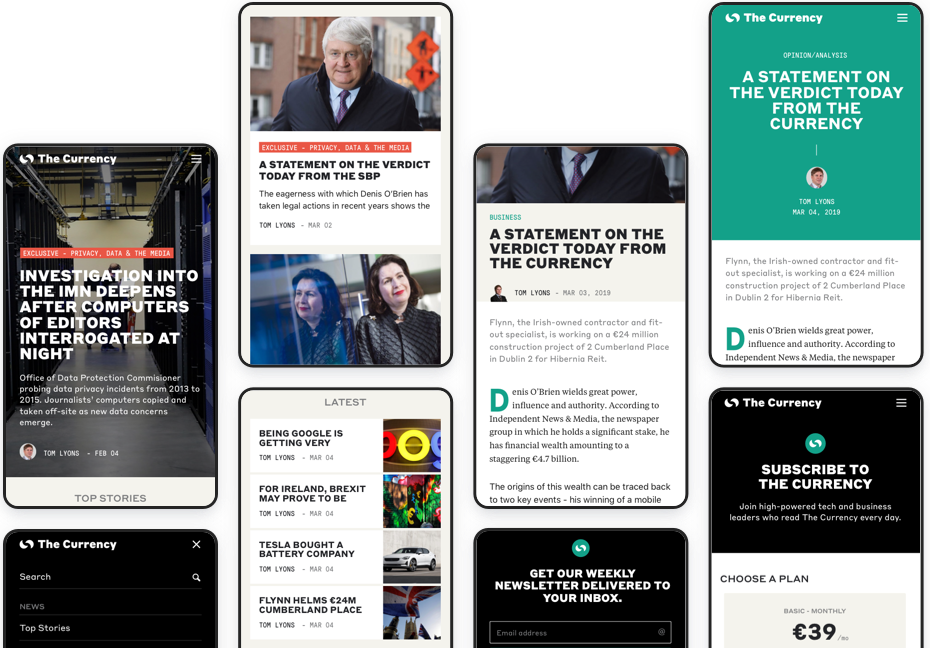 The Currency
EXCLUSIVE - PRIVACY, DATA & THE MEDIA
INVESTIGATION INTO
THE IMN DEEPENS
AFTER COMPUTERS
OF EDITORS
INTERROGATED AT
NIGHT
Office of Data Protection Commisioner
probing data privacy incidents from 2013 to
2015. Journalists' computers copied and
taken off-site as new data concerns
emerge.
TOM LYONS - FEB 04
TOP STORIES
The Currency
Search
NEWS
Top Stories
EXCLUSIVE - PRIVACY, DATA & THE MEDIA
A STATEMENT ON THE VERDICT
TODAY FROM THE SBP
The eagerness with which Denis O'Brien has
taken legal actions in recent years shows the
TOM LYONS - MAR 02
LATEST
BEING GOOGLE IS
GETTING VERY
TOM LYONS - MAR 04
FOR IRELAND, BREXIT
MAY PROVE TO BE
TOM LYONS - MAR 04
TESLA BOUGHT A
BATTERY COMPANY
TOM LYONS - MAR 04
FLYNN HELMS €24M
CUMBERLAND PLACE
TOM LYONS - MAR 04
BUSINESS
A STATEMENT ON THE
VERDICT TODAY FROM
THE CURRENCY
TOM LYONS - MAR 03, 2019
Flynn, the Irish-owned contractor and fit-
out specialist, is working on a €24 million
construction project of 2 Cumberland Place
in Dublin 2 for Hibernia Reit.
Denis O'Brien wields great power,
influence and authority. According to
Independent News & Media, the newspaper
group in which he holds a significant stake, he
has financial wealth amounting to a
staggering €4.7 billion.
The origins of this wealth can be traced back
to two key events - his winning of a mobile
GET OUR WEEKLY
NEWSLETTER DELIVERED TO
YOUR INBOX.
Email address
The Currency
OPINION/ANALYSIS
A STATEMENT ON
THE VERDICT TODAY
FROM THE
CURRENCY
TOM LYONS
MAR 04, 2019
Flynn, the Irish-owned contractor and fit-
out specialist, is working on a €24 million
construction project of 2 Cumberland Place
in Dublin 2 for Hibernia Reit.
Denis O'Brien wields great power,
influence and authority. According to
Independent News & Media, the newspaper
The Currency
SUBSCRIBE TO
THE CURRENCY
Join high-powered tech and business
leaders who read The Currency every day.
CHOOSE A PLAN
BASIC - MONTHLY
€39/mo